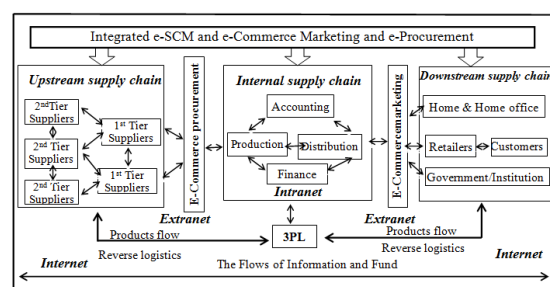 Integrated e-SCM and e-Commerce Marketing and e-Procurement
Upstream supply chain
2nd Tier
Suppliers
2nd Tier
Suppliers
2nd Tier
Suppliers
1st Tier
Suppliers
1st Tier
Suppliers
E-Commerce procurement
Extranet
Internal supply chain
Accounting
Production
Distribution
Finance
Intranet
E-Commercemarketing
Extranet
Downstream supply chain
Home & Home office
Retailers
Customers
Government/Institution
3PL
Products flow
Reverse logistics
Products flow
Reverse logistics
Internet
Internet
The Flows of Information and Fund